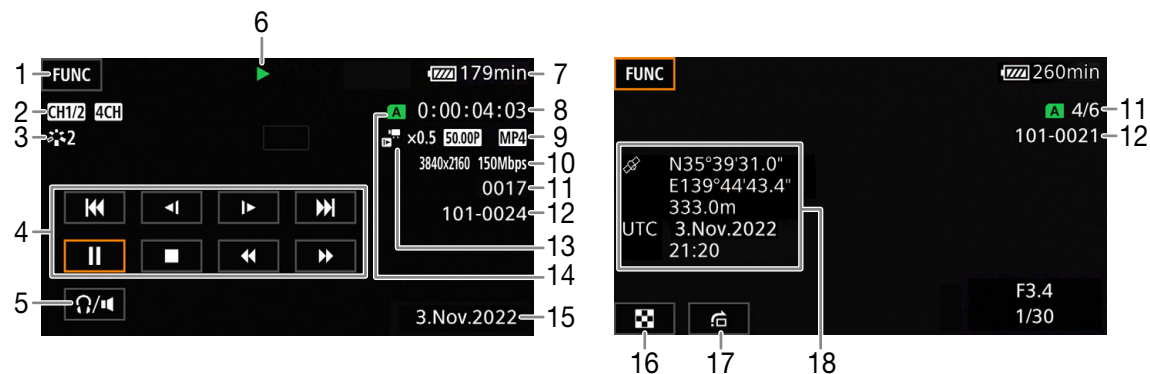 6
1 FUNC 179min 7
2 CH1/2 4CH A 0:00:04:03 8
3 2 ×0.5 50.00P MP4 9
3840x2160 150Mbps 10
0017 11
4 101-0024 12
13
14
5 3.Nov.2022 15
FUNC 260min
A 4/6 11
101-0021 12
N35°39'31.0"
E139°44'43.4"
333.0m
UTC 3.Nov.2022
21:20
F3.4
1/30
16 17 18